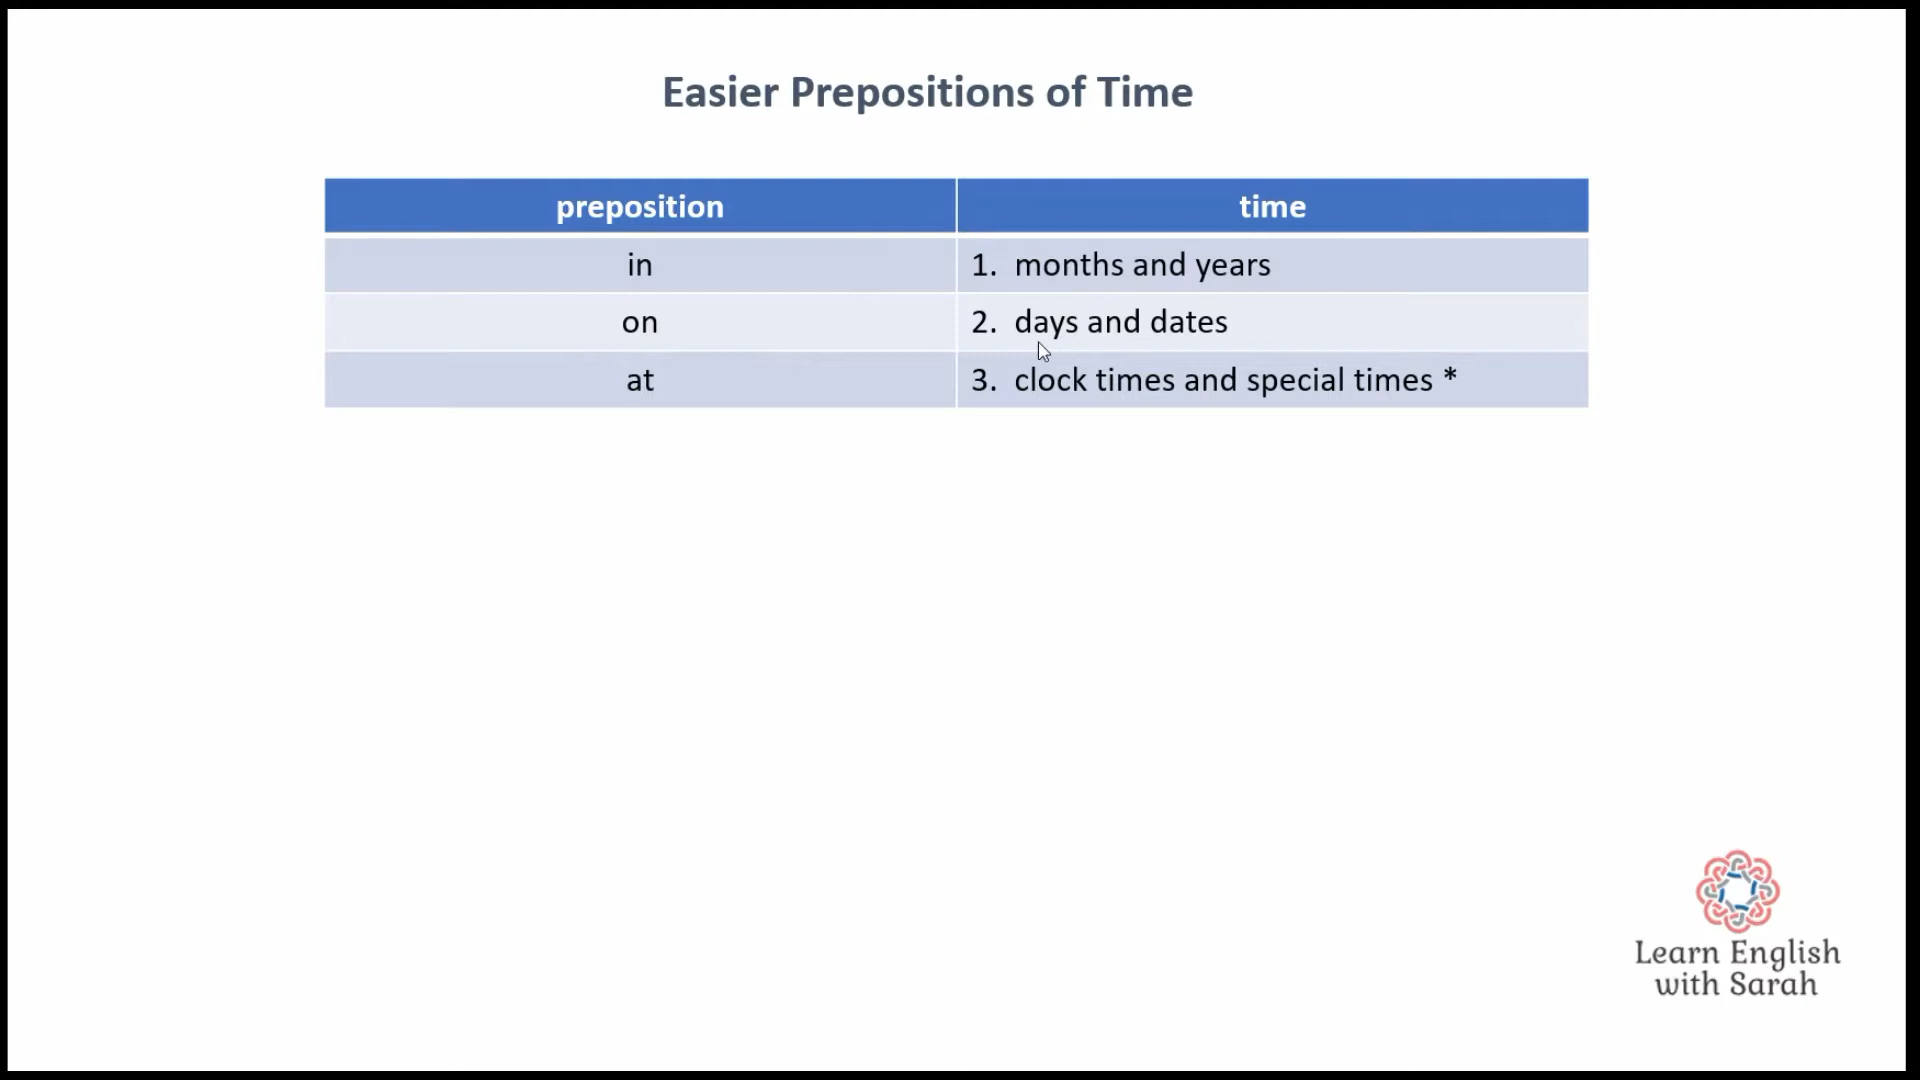 Easier Prepositions of Time
preposition time
in 1. months and years
on 2. days and dates
at 3. clock times and special times *
Learn English
with Sarah